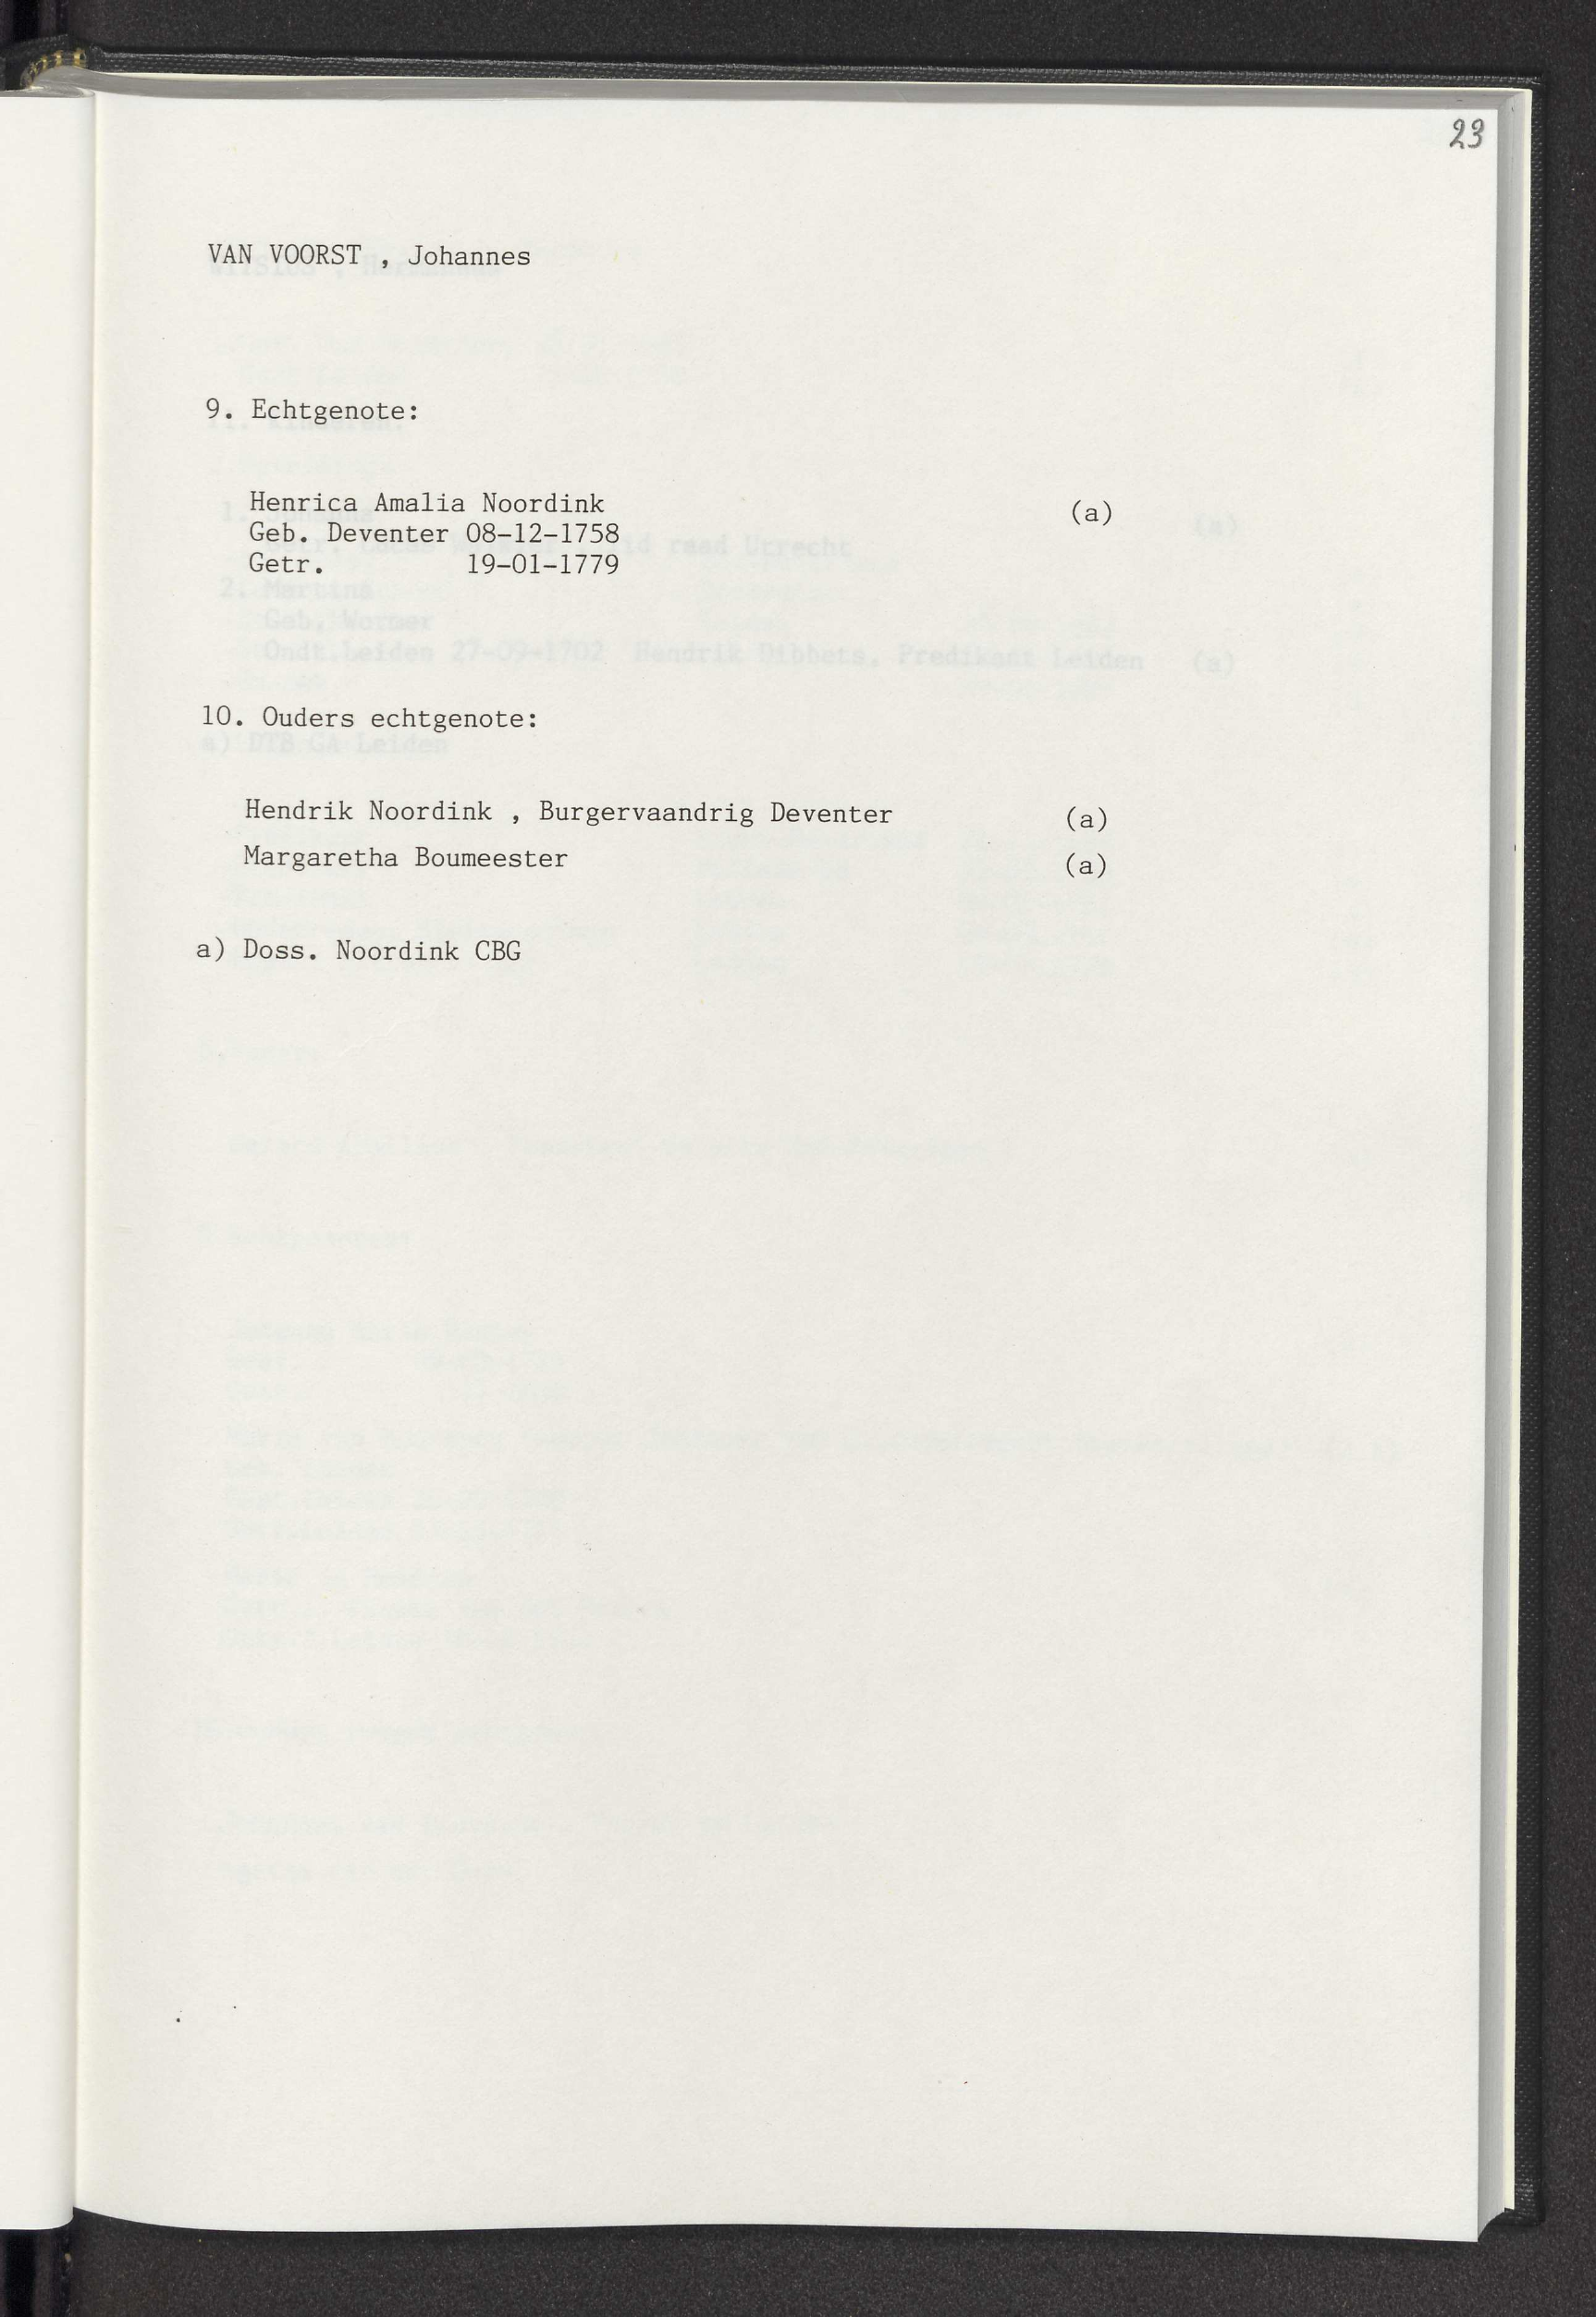 23
VAN VOORST , Johannes
9. Echtgenote:
Henrica Amalia Noordink (a)
Geb. Deventer 08-12-1758
Getr. 19-01-1779
10. Ouders echtgenote:
Hendrik Noordink , Burgervaandrig Deventer (a)
Margaretha Boumeester (a)
a) Doss. Noordink CBG